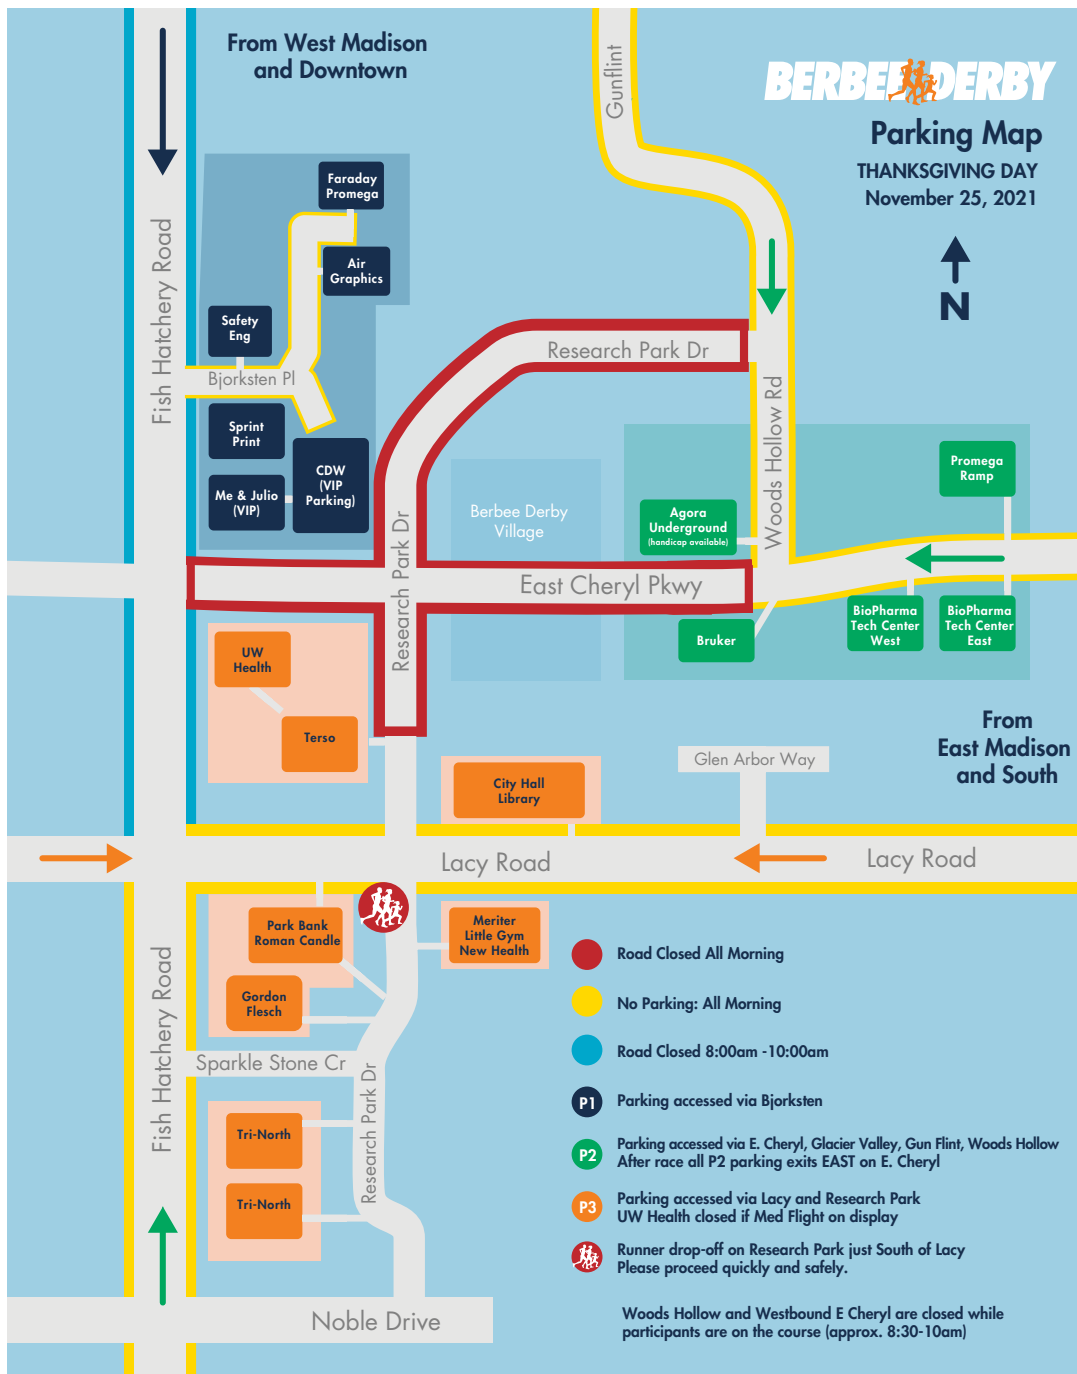 From West Madison
and Downtown
Gunflint
BERBEE DERBY
Parking Map
THANKSGIVING DAY
November 25, 2021
N
Fish Hatchery Road
Faraday
Promega
Air
Graphics
Safety
Eng
Bjorksten Pl
Sprint
Print
CDW
(VIP
Parking)
Me & Julio
(VIP)
Research Park Dr
Woods Hollow Rd
Research Park Dr
Berbee Derby
Village
Promega
Ramp
Agora
Underground
(handicap available)
East Cheryl Pkwy
BioPharma
Tech Center
West
BioPharma
Tech Center
East
Bruker
UW
Health
Terso
From
East Madison
and South
Glen Arbor Way
City Hall
Library
Lacy Road
Lacy Road
Park Bank
Roman Candle
Meriter
Little Gym
New Health
Gordon
Flesch
Fish Hatchery Road
Sparkle Stone Cr
Research Park Dr
Tri-North
Tri-North
Noble Drive
Road Closed All Morning
No Parking: All Morning
Road Closed 8:00am -10:00am
P1
Parking accessed via Bjorksten
P2
Parking accessed via E. Cheryl, Glacier Valley, Gun Flint, Woods Hollow
After race all P2 parking exits EAST on E. Cheryl
P3
Parking accessed via Lacy and Research Park
UW Health closed if Med Flight on display
Runner drop-off on Research Park just South of Lacy
Please proceed quickly and safely.
Woods Hollow and Westbound E Cheryl are closed while
participants are on the course (approx. 8:30-10am)